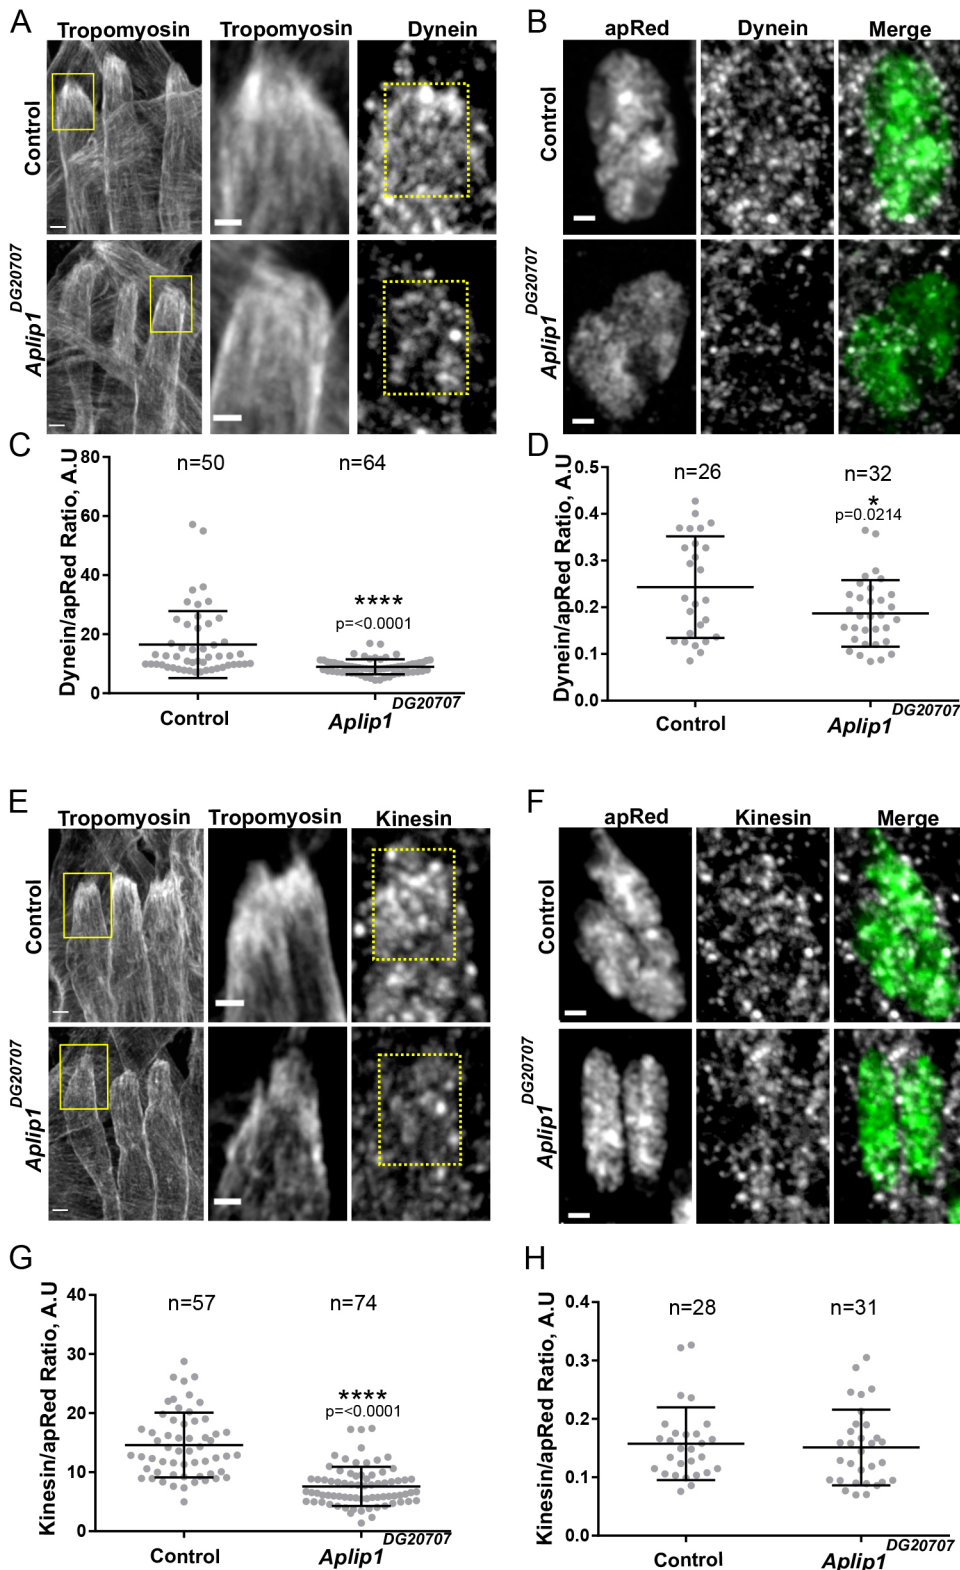 A
Tropomyosin Tropomyosin Dynein
Control
Aplip1^DG20707
B
apRed Dynein Merge
Control
Aplip1^DG20707
C
Dynein/apRed Ratio, A.U
80
60
40
20
0
n=50 n=64
****
p=<0.0001
Control Aplip1^DG20707
D
Dynein/apRed Ratio, A.U
0.5
0.4
0.3
0.2
0.1
0.0
n=26 n=32
*
p=0.0214
Control Aplip1^DG20707
E
Tropomyosin Tropomyosin Kinesin
Control
Aplip1^DG20707
F
apRed Kinesin Merge
Control
Aplip1^DG20707
G
Kinesin/apRed Ratio, A.U
40
30
20
10
0
n=57 n=74
****
p=<0.0001
Control Aplip1^DG20707
H
Kinesin/apRed Ratio, A.U
0.4
0.3
0.2
0.1
0.0
n=28 n=31
Control Aplip1^DG20707